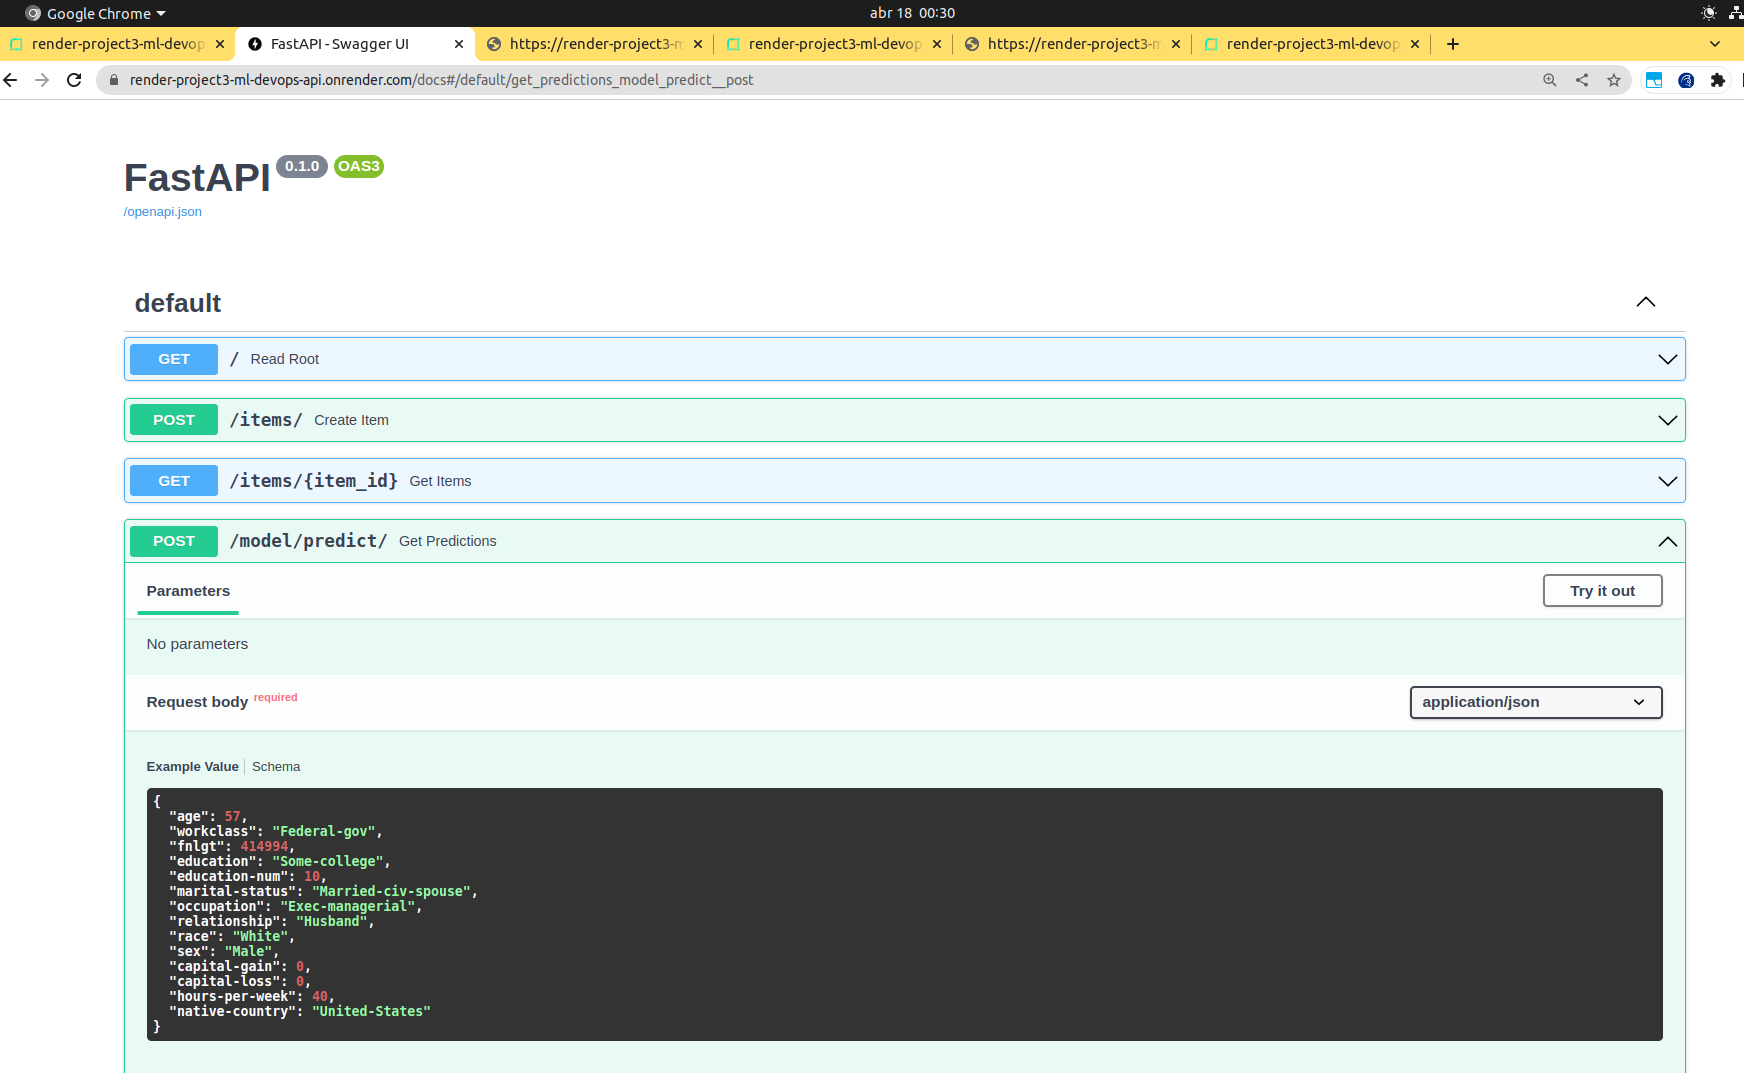 Google Chrome
abr 18 00:30
render-project3-ml-devop
FastAPI - Swagger UI
https://render-project3-m
render-project3-ml-devop
https://render-project3-m
render-project3-ml-devop
render-project3-ml-devops-api.onrender.com/docs#/default/get_predictions_model_predict__post
FastAPI 0.1.0 OAS3
/openapi.json
default
GET / Read Root
POST /items/ Create Item
GET /items/{item_id} Get Items
POST /model/predict/ Get Predictions
Parameters
Try it out
No parameters
Request body required
application/json
Example Value Schema
{
"age": 57,
"workclass": "Federal-gov",
"fnlgt": 414994,
"education": "Some-college",
"education-num": 10,
"marital-status": "Married-civ-spouse",
"occupation": "Exec-managerial",
"relationship": "Husband",
"race": "White",
"sex": "Male",
"capital-gain": 0,
"capital-loss": 0,
"hours-per-week": 40,
"native-country": "United-States"
}